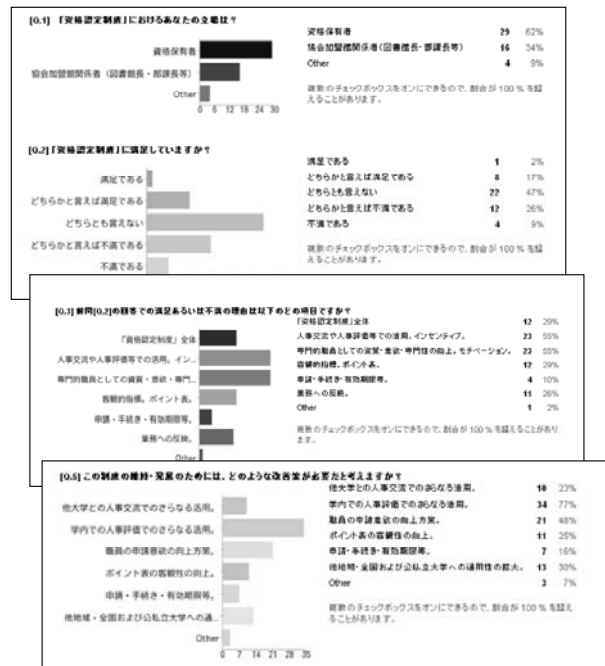 [Q.1] 「資格認定制度」におけるあなたの立場は？
資格保有者
協会加盟館関係者（図書館長・部課長等）
Other
0 6 12 18 24 30
資格保有者 29 62%
協会加盟館関係者(図書館長・部課長等) 16 34%
Other 4 9%
複数のチェックボックスをオンにできるので、割合が 100 % を超
えることがあります。
[Q.2]「資格認定制度」に満足していますか？
満足である
どちらかと言えば満足である
どちらとも言えない
どちらかと言えば不満である
不満である
満足である 1 2%
どちらかと言えば満足である 8 17%
どちらとも言えない 22 47%
どちらかと言えば不満である 12 26%
不満である 4 9%
複数のチェックボックスをオンにできるので、割合が 100 % を超
えることがあります。
[Q.3] 前問[Q.2]の回答での満足あるいは不満の理由は以下のどの項目ですか？
「資格認定制度」全体
人事交流や人事評価等での活用。イン...
専門的職員としての資質・意欲・専門...
客観的指標。ポイント表。
申請・手続き・有効期限等。
業務への反映。
Other
「資格認定制度」全体 12 29%
人事交流や人事評価等での活用。インセンティブ。 23 55%
専門的職員としての資質・意欲・専門性の向上。モチベーション。 23 55%
客観的指標。ポイント表。 12 29%
申請・手続き・有効期限等。 4 10%
業務への反映。 11 26%
Other 1 2%
複数のチェックボックスをオンにできるので、割合が 100 % を超えることがあり
ます。
[Q.5] この制度の維持・発展のためには、どのような改善策が必要だと考えますか？
他大学との人事交流でのさらなる活用。
学内での人事評価でのさらなる活用。
職員の申請意欲の向上方策。
ポイント表の客観性の向上。
申請・手続き・有効期限等。
他地域・全国および公私立大学への通...
Other
0 7 14 21 28 35
他大学との人事交流でのさらなる活用。 10 23%
学内での人事評価でのさらなる活用。 34 77%
職員の申請意欲の向上方策。 21 48%
ポイント表の客観性の向上。 11 25%
申請・手続き・有効期限等。 7 16%
他地域・全国および公私立大学への通用性の拡大。 13 30%
Other 3 7%
複数のチェックボックスをオンにできるので、割合が 100 % を超え
ることがあります。